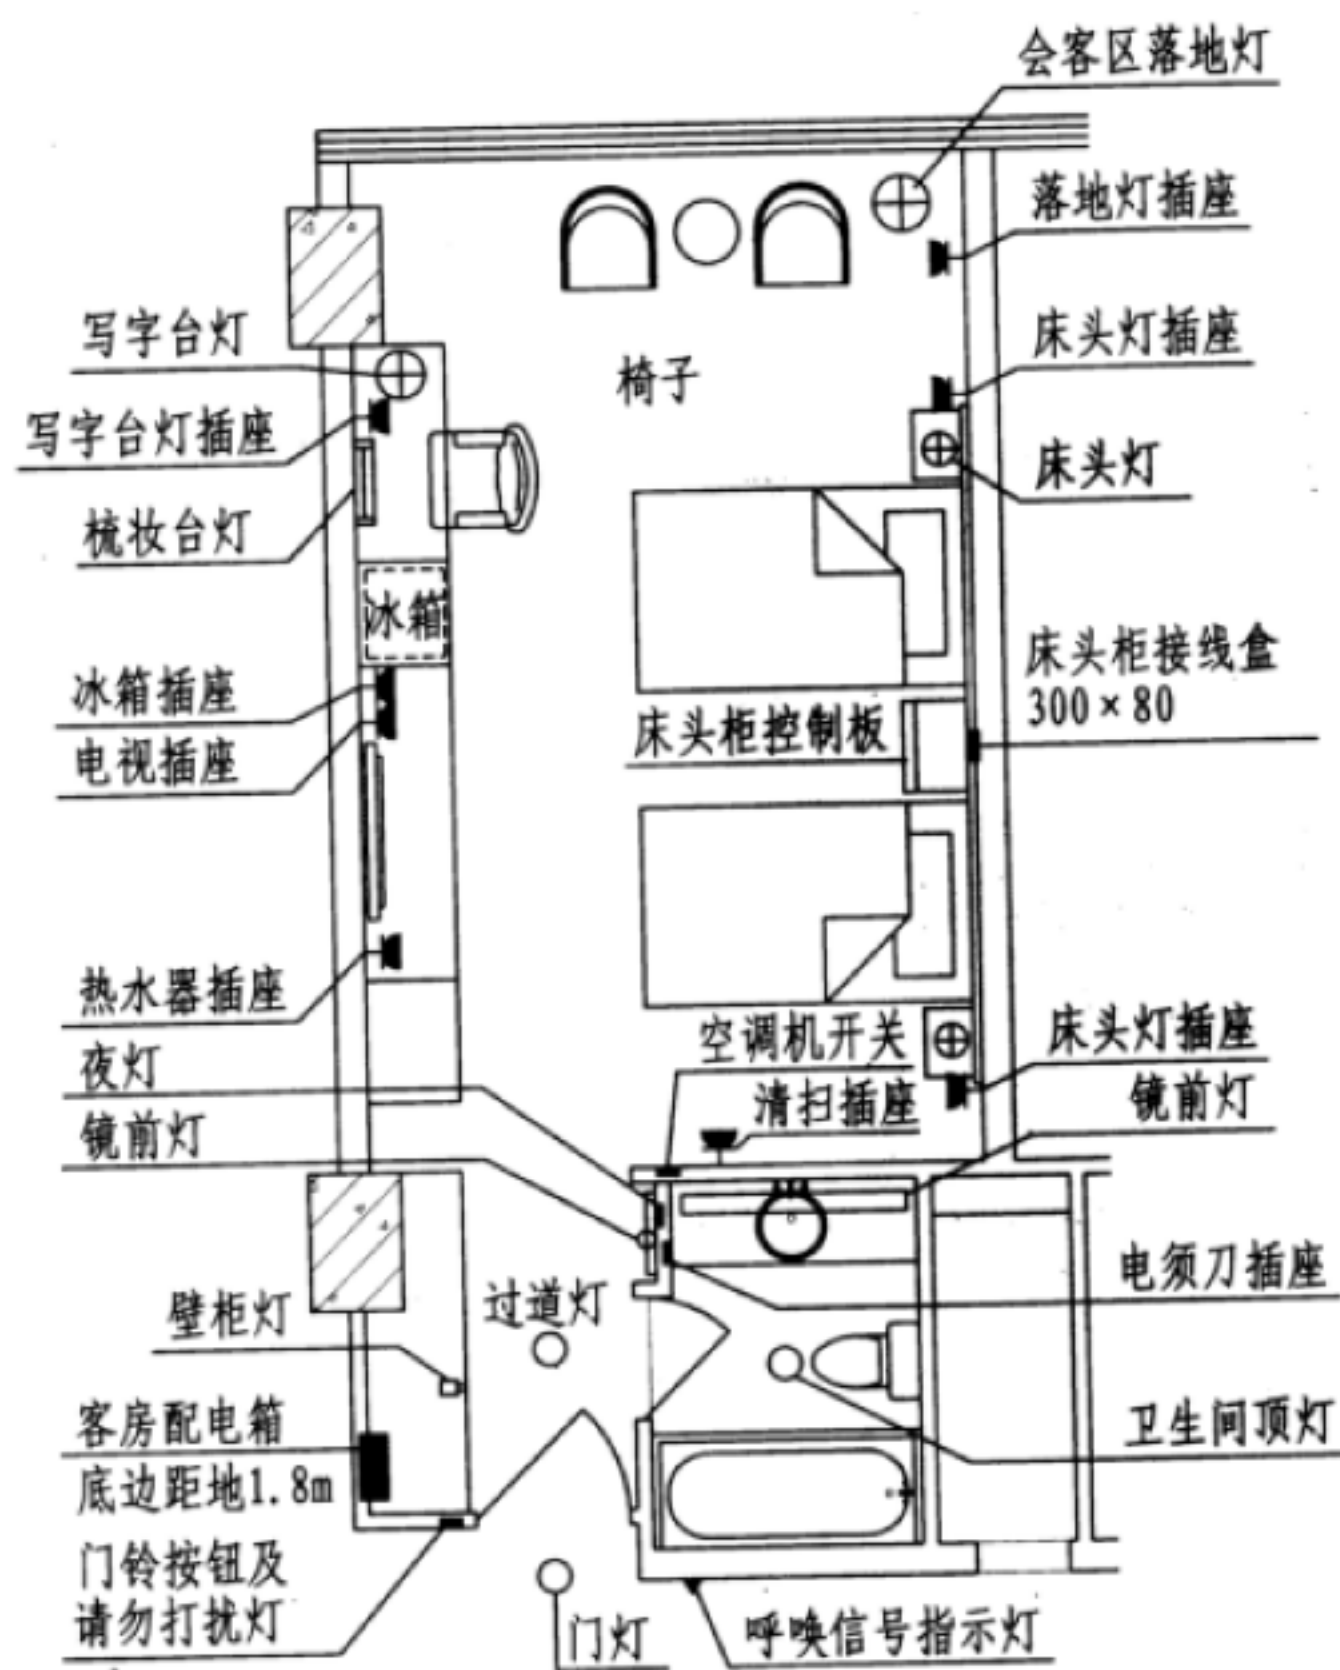 会客区落地灯
落地灯插座
写字台灯
床头灯插座
椅子
写字台灯插座
床头灯
梳妆台灯
冰箱
床头柜接线盒
300×80
冰箱插座
床头柜控制板
电视插座
热水器插座
空调机开关
床头灯插座
夜灯
清扫插座
镜前灯
镜前灯
电须刀插座
过道灯
壁柜灯
客房配电箱
底边距地1.8m
卫生间顶灯
门铃按钮及
请勿打扰灯
门灯
呼唤信号指示灯